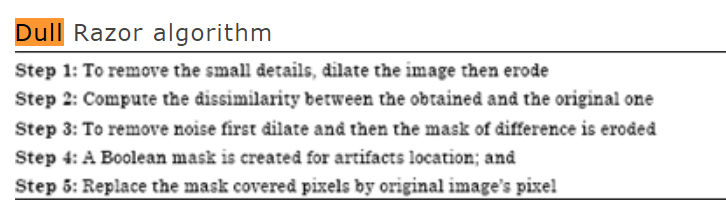 Dull Razor algorithm
Step 1: To remove the small details, dilate the image then erode
Step 2: Compute the dissimilarity between the obtained and the original one
Step 3: To remove noise first dilate and then the mask of difference is eroded
Step 4: A Boolean mask is created for artifacts location; and
Step 5: Replace the mask covered pixels by original image's pixel